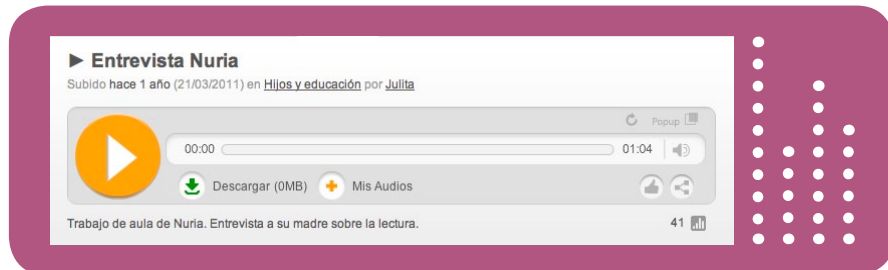 ► Entrevista Nuria
Subido hace 1 año (21/03/2011) en Hijos y educación por Julita
Popup
00:00 01:04
Descargar (0MB) Mis Audios
Trabajo de aula de Nuria. Entrevista a su madre sobre la lectura. 41